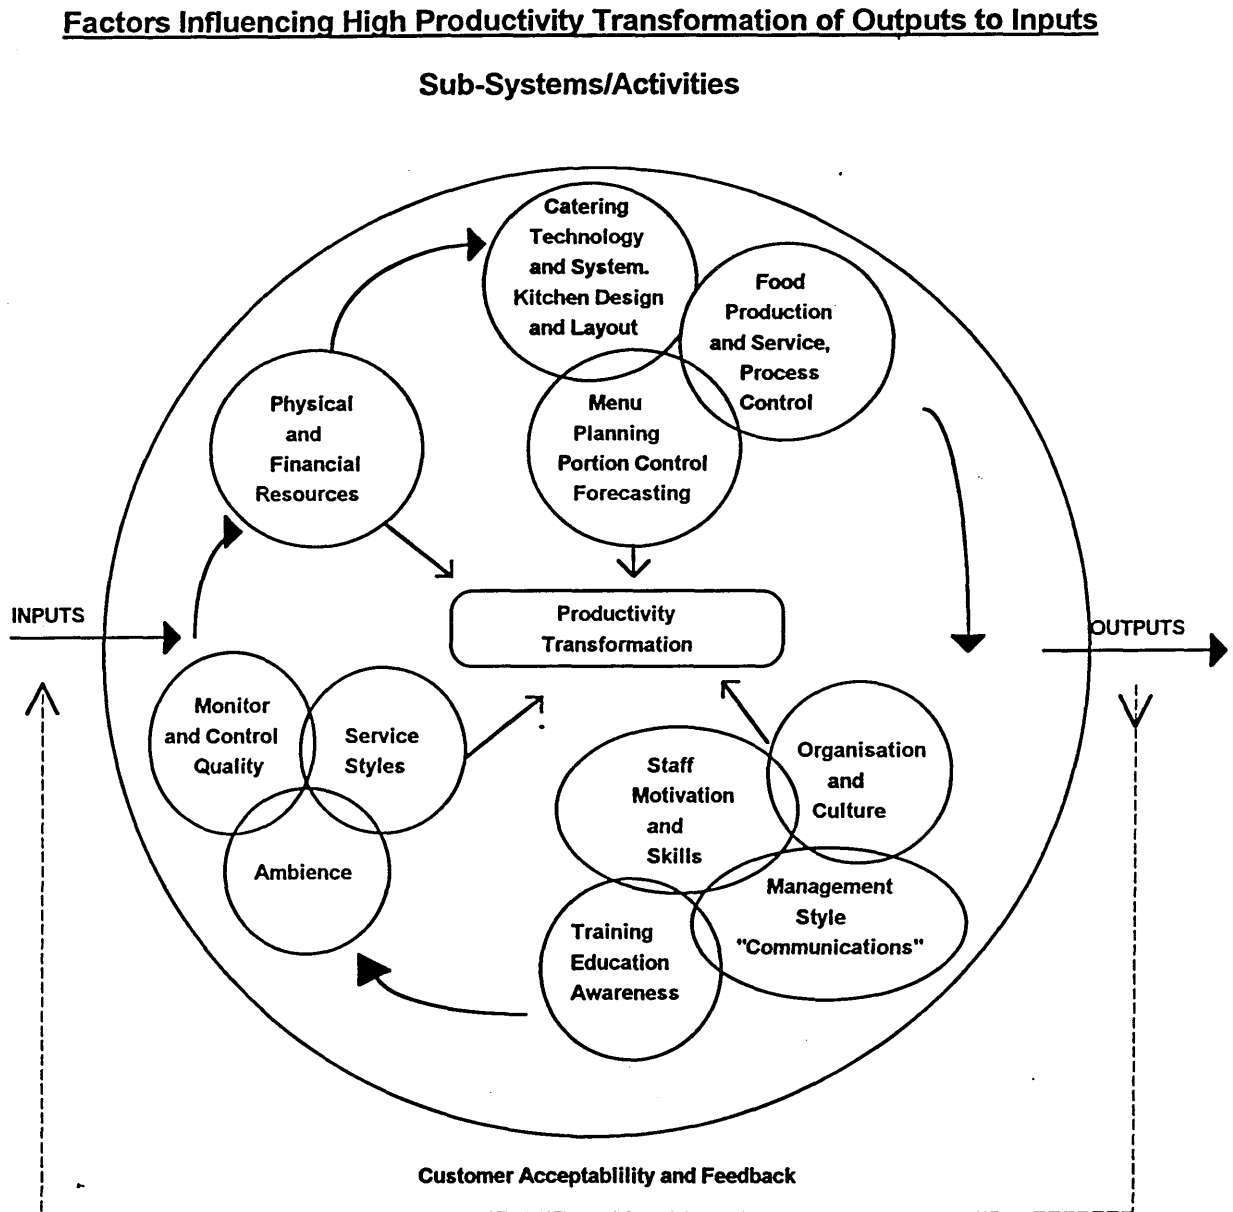 Factors Influencing High Productivity Transformation of Outputs to Inputs
Sub-Systems/Activities
Catering
Technology
and System.
Kitchen Design
and Layout
Food
Production
and Service,
Process
Control
Physical
and
Financial
Resources
Menu
Planning
Portion Control
Forecasting
INPUTS
Productivity
Transformation
OUTPUTS
Monitor
and Control
Quality
Service
Styles
Ambience
Staff
Motivation
and
Skills
Organisation
and
Culture
Management
Style
"Communications"
Training
Education
Awareness
Customer Acceptablility and Feedback